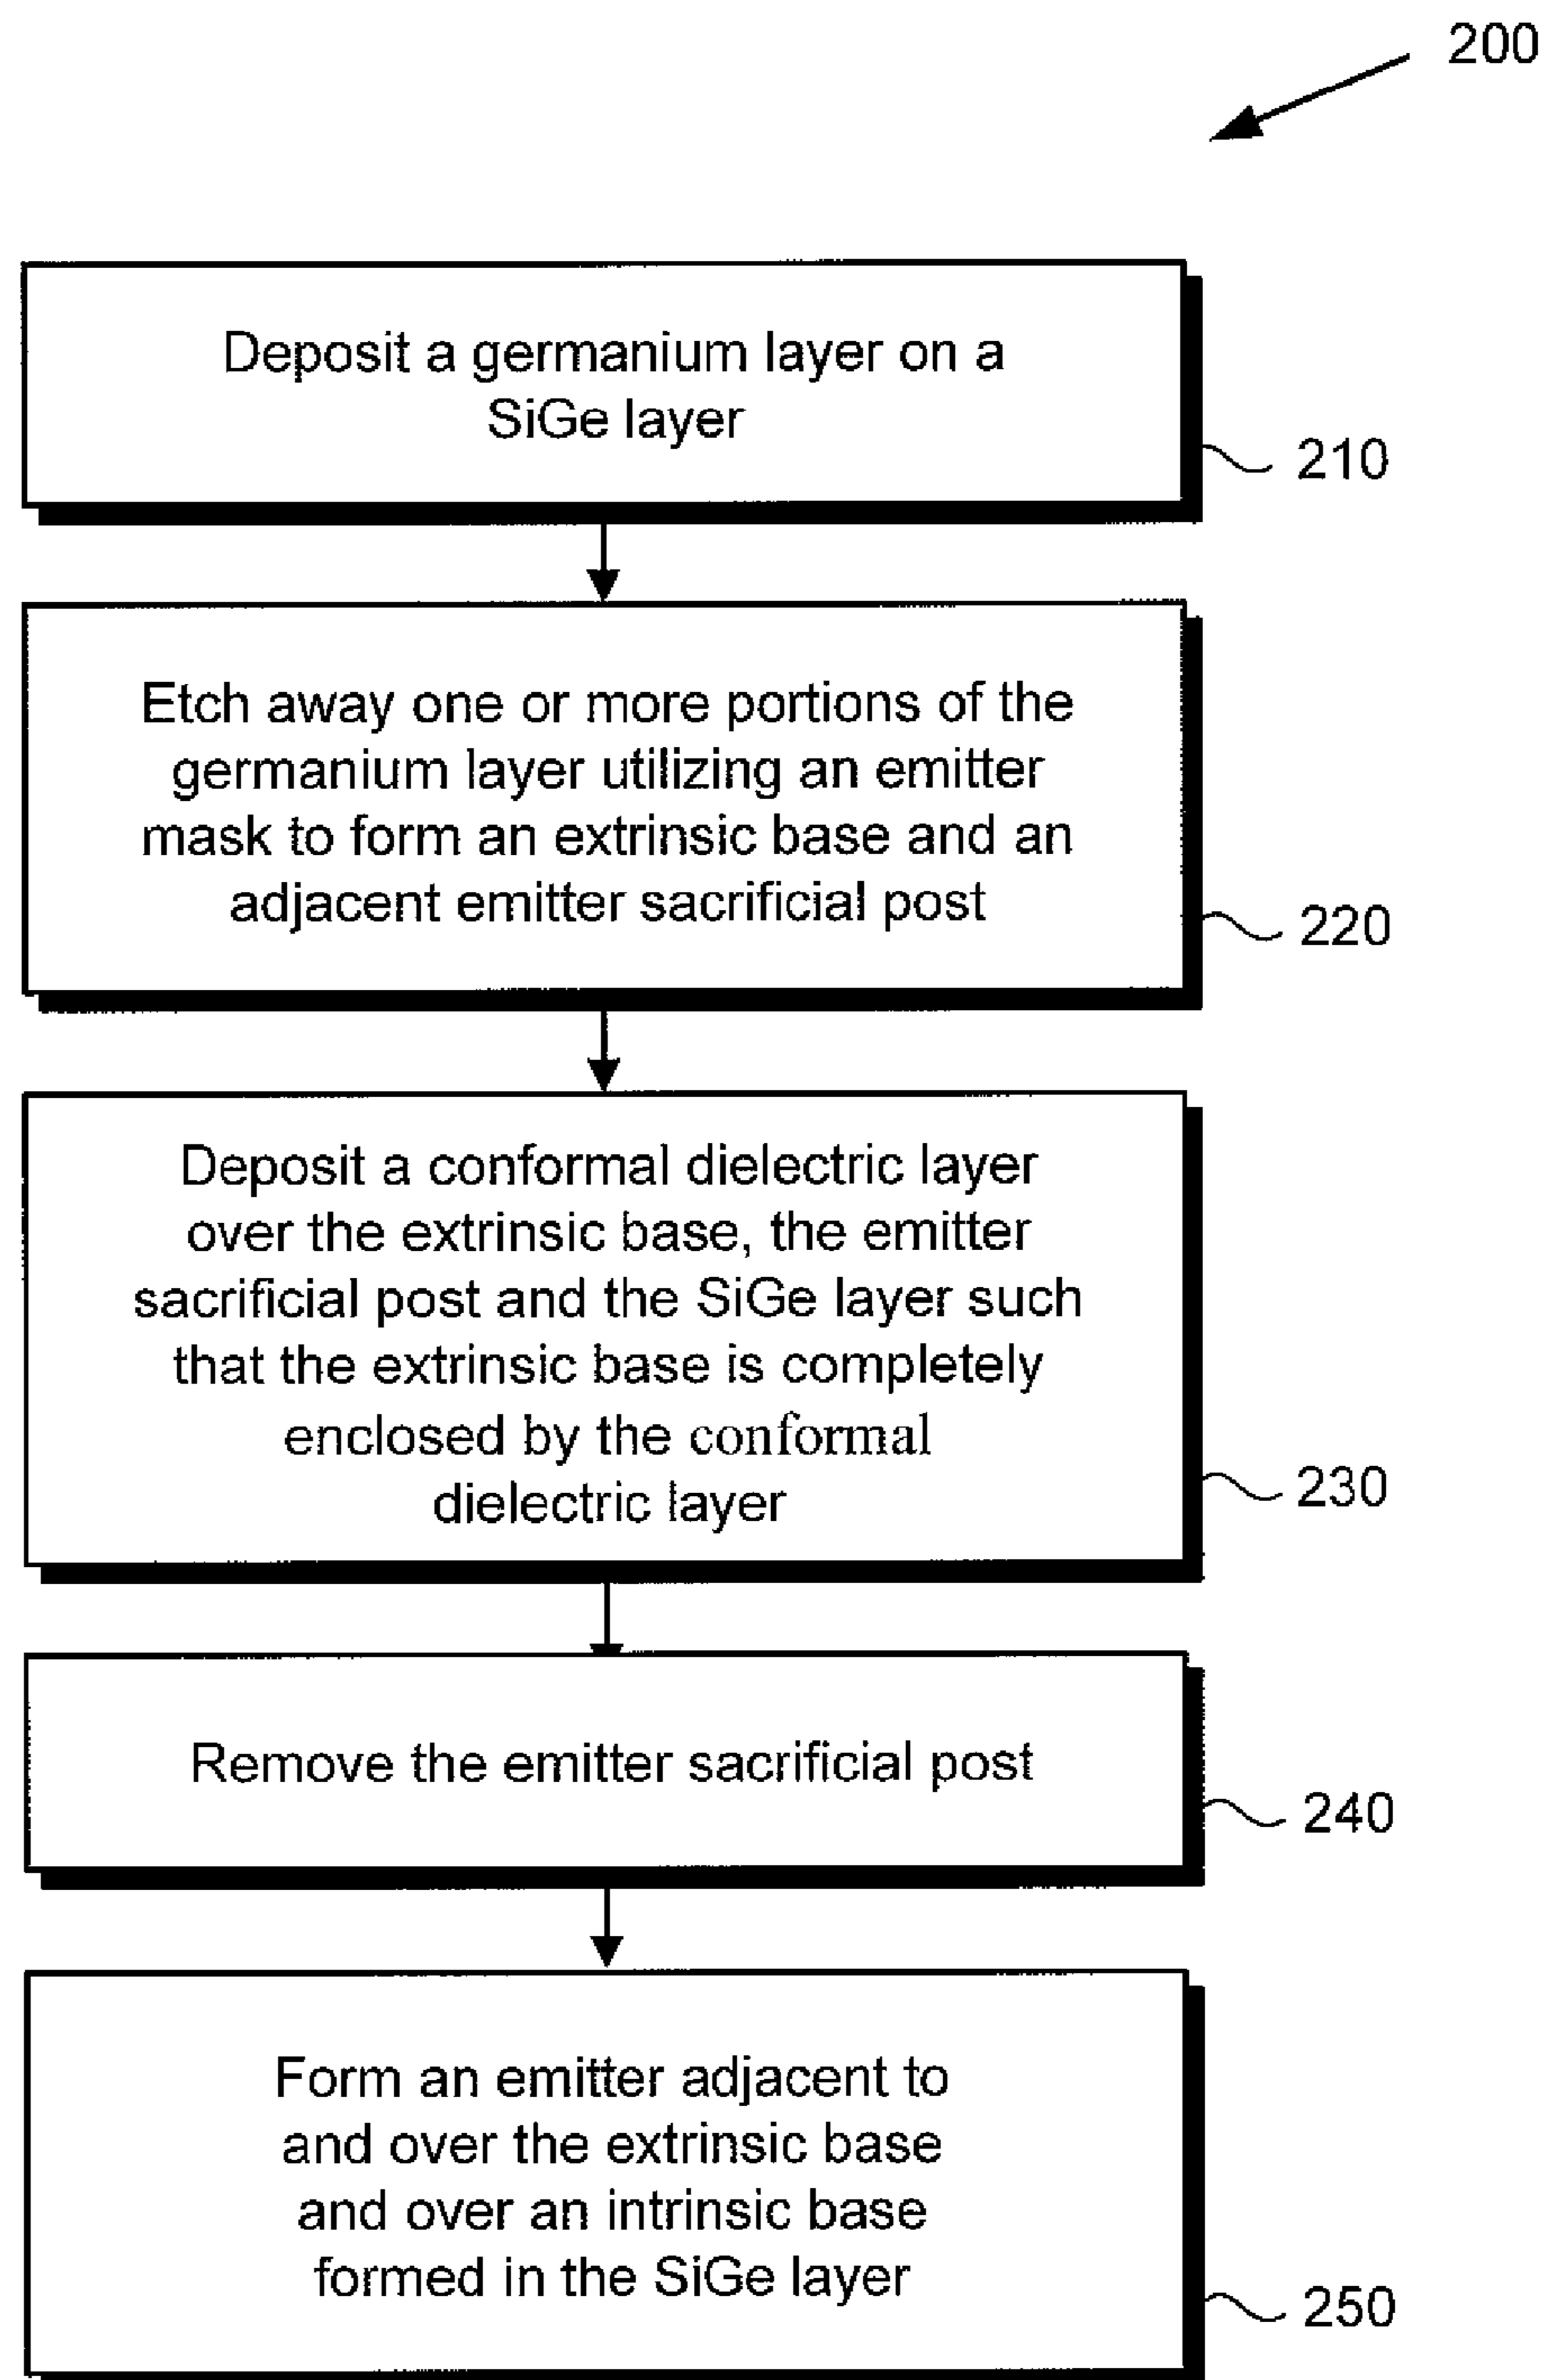 200
Deposit a germanium layer on a
SiGe layer
210
Etch away one or more portions of the
germanium layer utilizing an emitter
mask to form an extrinsic base and an
adjacent emitter sacrificial post
220
Deposit a conformal dielectric layer
over the extrinsic base, the emitter
sacrificial post and the SiGe layer such
that the extrinsic base is completely
enclosed by the conformal
dielectric layer
230
Remove the emitter sacrificial post
240
Form an emitter adjacent to
and over the extrinsic base
and over an intrinsic base
formed in the SiGe layer
250